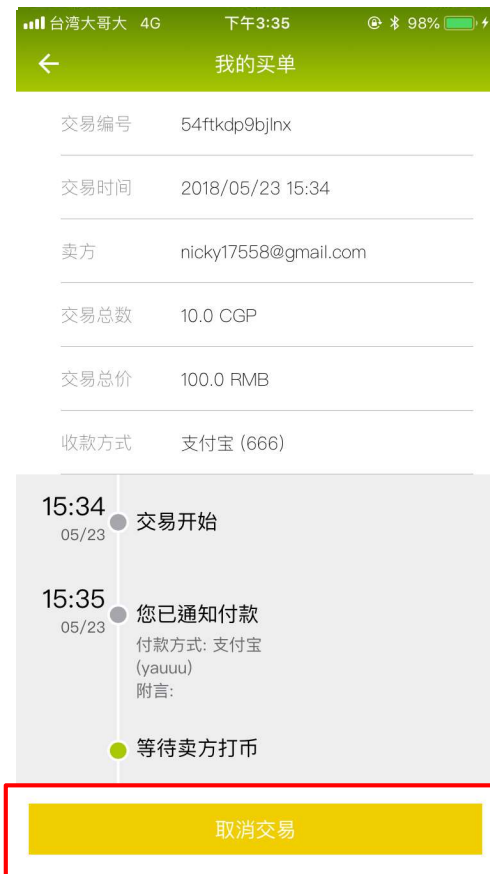 台湾大哥大 4G 下午3:35 98%
我的买单
交易编号 54ftkdp9bjlnx
交易时间 2018/05/23 15:34
卖方 nicky17558@gmail.com
交易总数 10.0 CGP
交易总价 100.0 RMB
收款方式 支付宝 (666)
15:34 交易开始
05/23
15:35 您已通知付款
05/23 付款方式: 支付宝
(yauuu)
附言:
等待卖方打币
取消交易